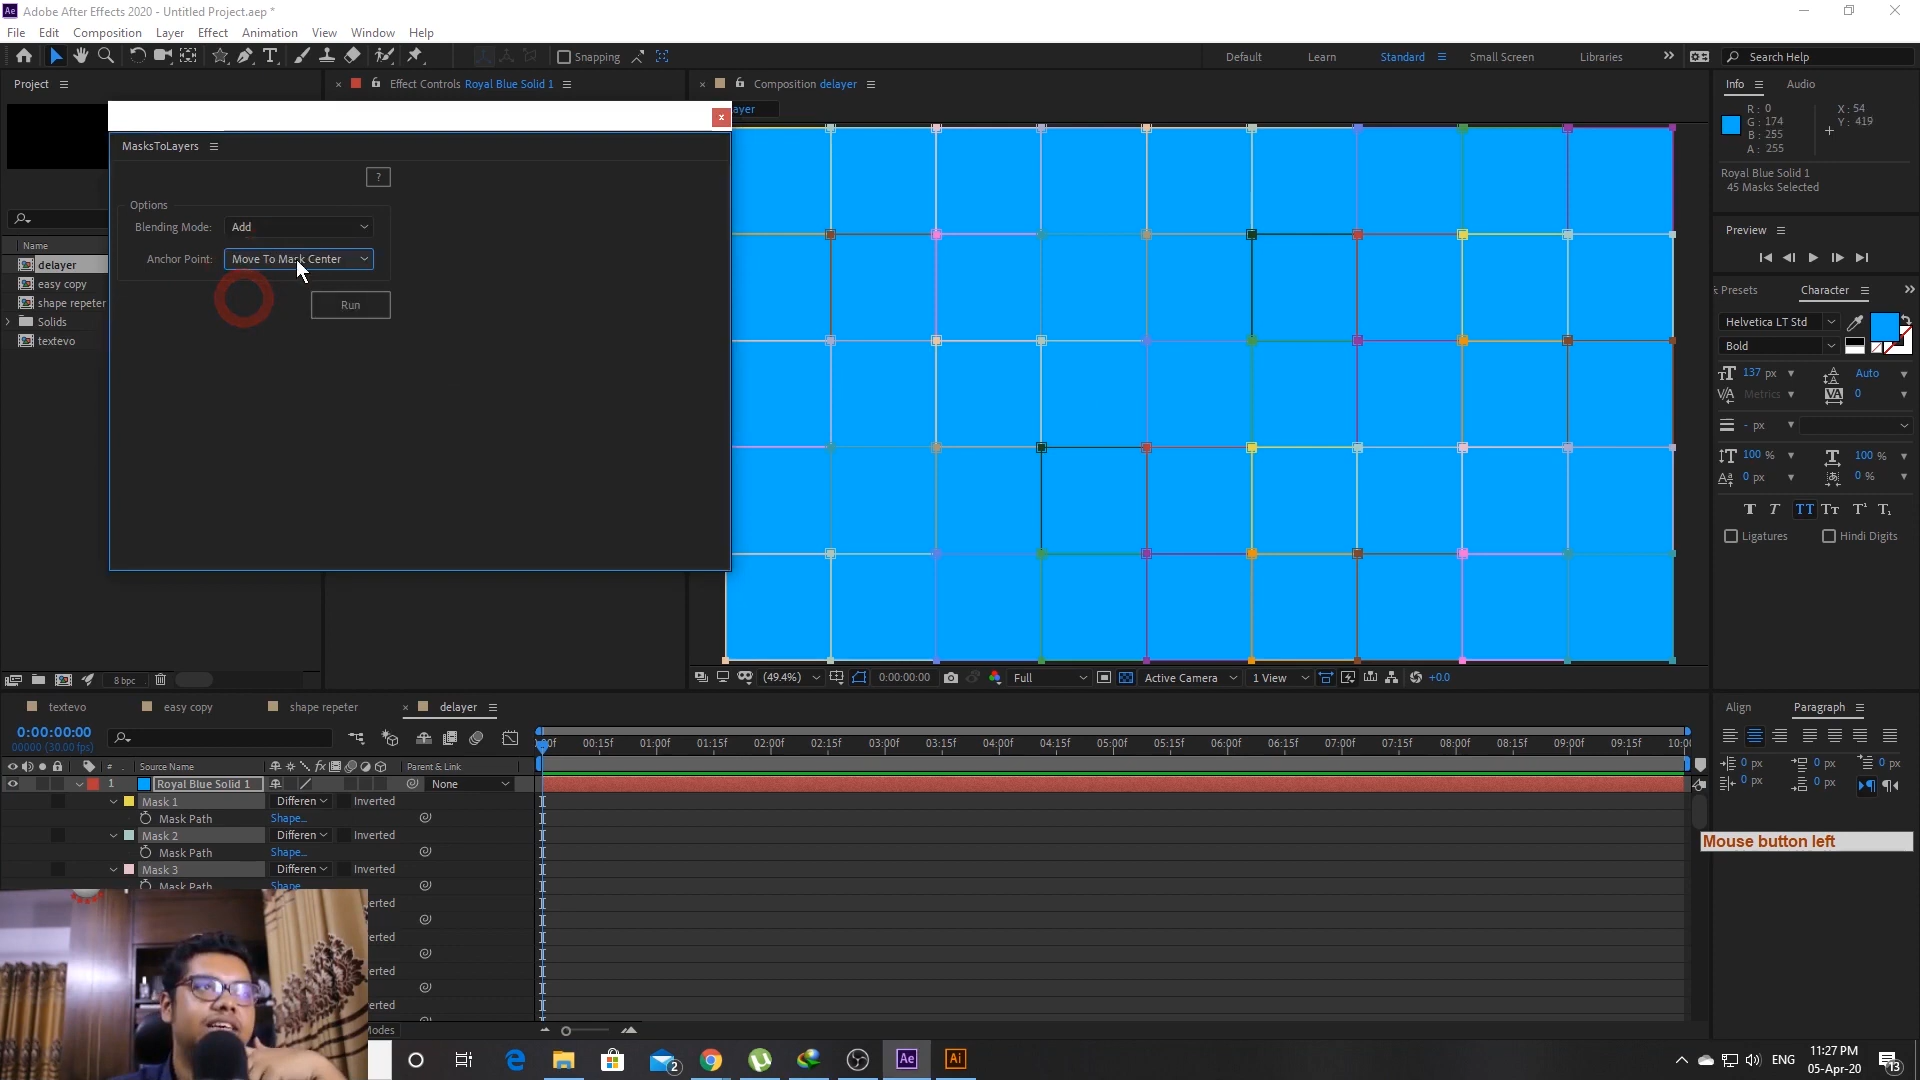 Adobe After Effects 2020 - Untitled Project.aep *
File Edit Composition Layer Effect Animation View Window Help
Snapping
Default Learn Standard Small Screen Libraries
Search Help
Project
Effect Controls Royal Blue Solid 1
Composition delayer
Info Audio
R: 0
G: 174
B: 255
A: 255
X: 54
Y: 419
Royal Blue Solid 1
45 Masks Selected
MasksToLayers
?
Options
Blending Mode: Add
Anchor Point: Move To Mask Center
Run
Name
delayer
easy copy
shape repeter
Solids
textevo
8 bpc
Preview
Presets Character
Helvetica LT Std
Bold
137 px Auto
Metrics 0
- px
100 % 100 %
0 px 0 %
Ligatures Hindi Digits
(49.4%) 0:00:00:00 Full Active Camera 1 View +0.0
textevo easy copy shape repeter delayer
0:00:00:00
00000 (30.00 fps)
00:15f 01:00f 01:15f 02:00f 02:15f 03:00f 03:15f 04:00f 04:15f 05:00f 05:15f 06:00f 06:15f 07:00f 07:15f 08:00f 08:15f 09:00f 09:15f
# Source Name Parent & Link
1 Royal Blue Solid 1 None
Mask 1 Differen Inverted
Mask Path Shape...
Mask 2 Differen Inverted
Mask Path Shape...
Mask 3 Differen Inverted
Mask Path Shape
Align Paragraph
0 px 0 px 0 px
0 px 0 px
Mouse button left
2
Ae
Ai
ENG
11:27 PM
05-Apr-20
13